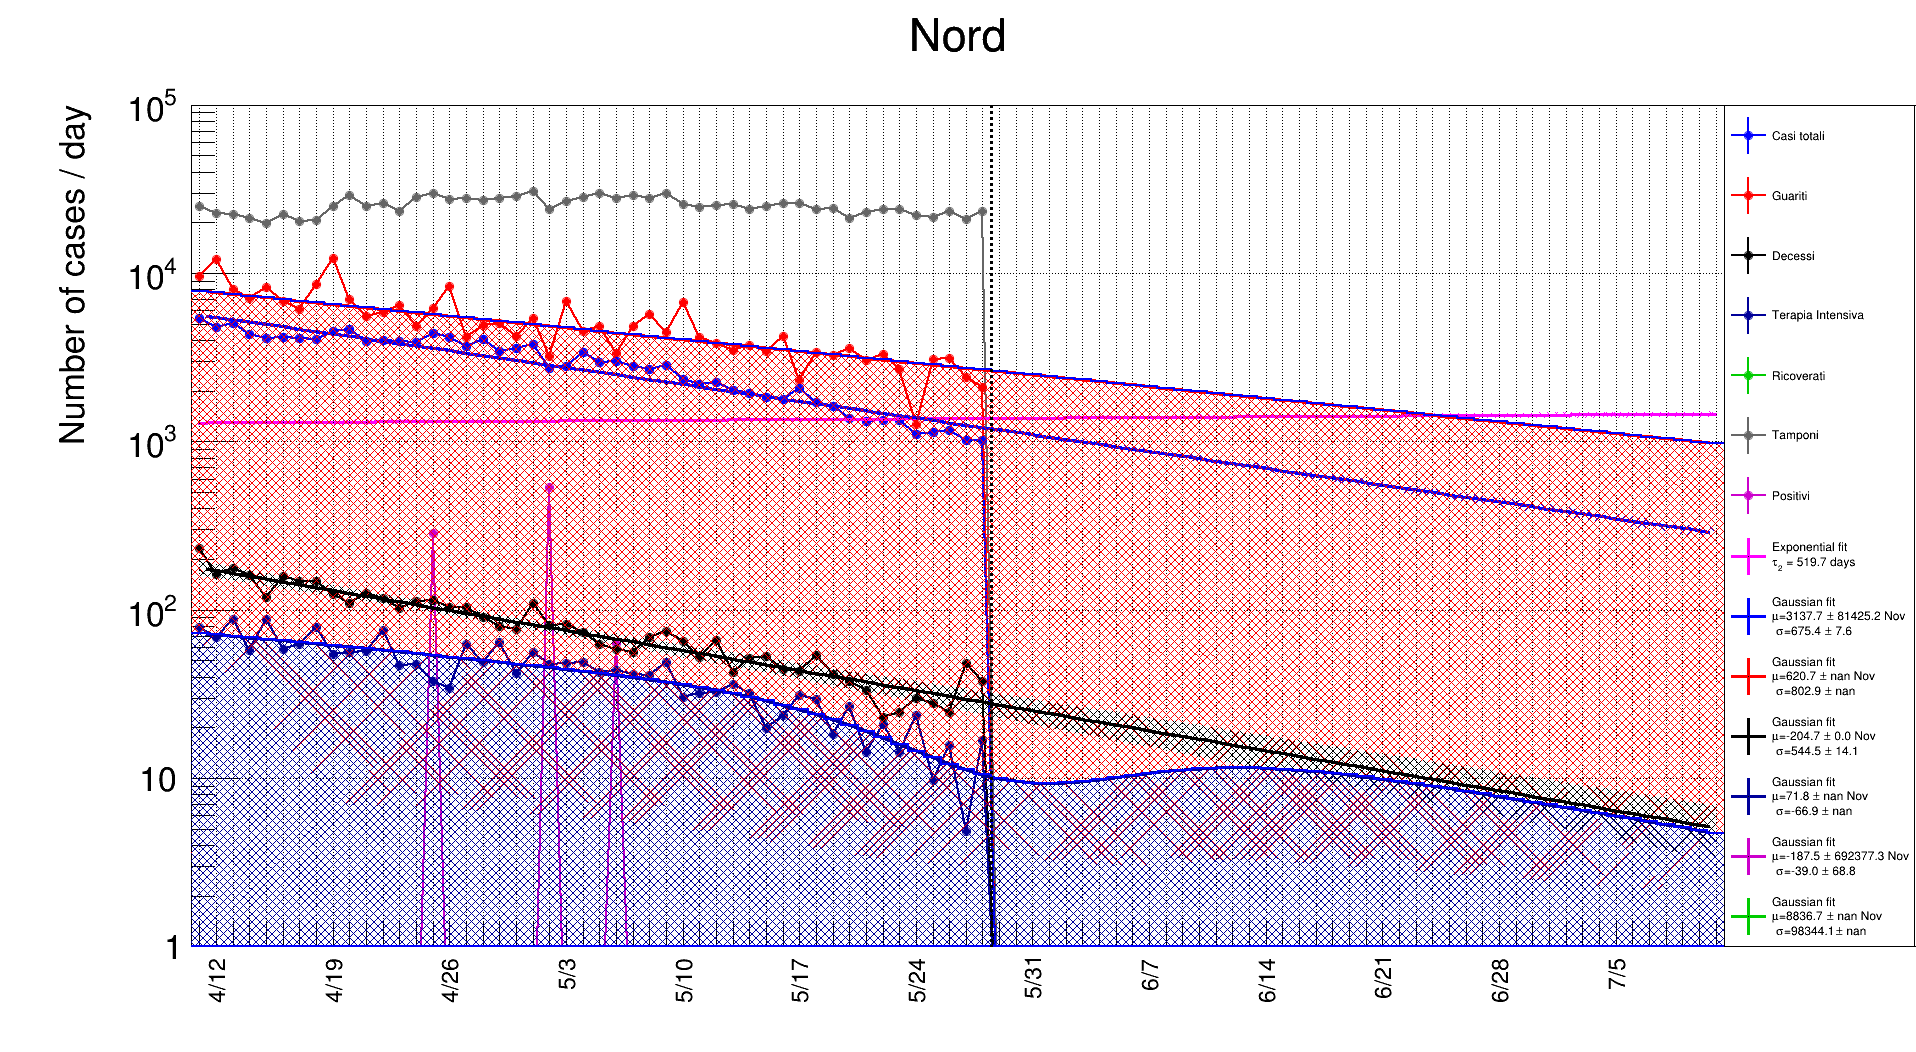 Nord
Number of cases / day
10^5
10^4
10^3
10^2
10
1
4/12
4/19
4/26
5/3
5/10
5/17
5/24
5/31
6/7
6/14
6/21
6/28
7/5
Casi totali
Guariti
Decessi
Terapia Intensiva
Ricoverati
Tamponi
Positivi
Exponential fit
τ₂ = 519.7 days
Gaussian fit
μ=3137.7 ± 81425.2 Nov
σ=675.4 ± 7.6
Gaussian fit
μ=620.7 ± nan Nov
σ=802.9 ± nan
Gaussian fit
μ=-204.7 ± 0.0 Nov
σ=544.5 ± 14.1
Gaussian fit
μ=71.8 ± nan Nov
σ=-66.9 ± nan
Gaussian fit
μ=-187.5 ± 692377.3 Nov
σ=-39.0 ± 68.8
Gaussian fit
μ=8836.7 ± nan Nov
σ=98344.1 ± nan